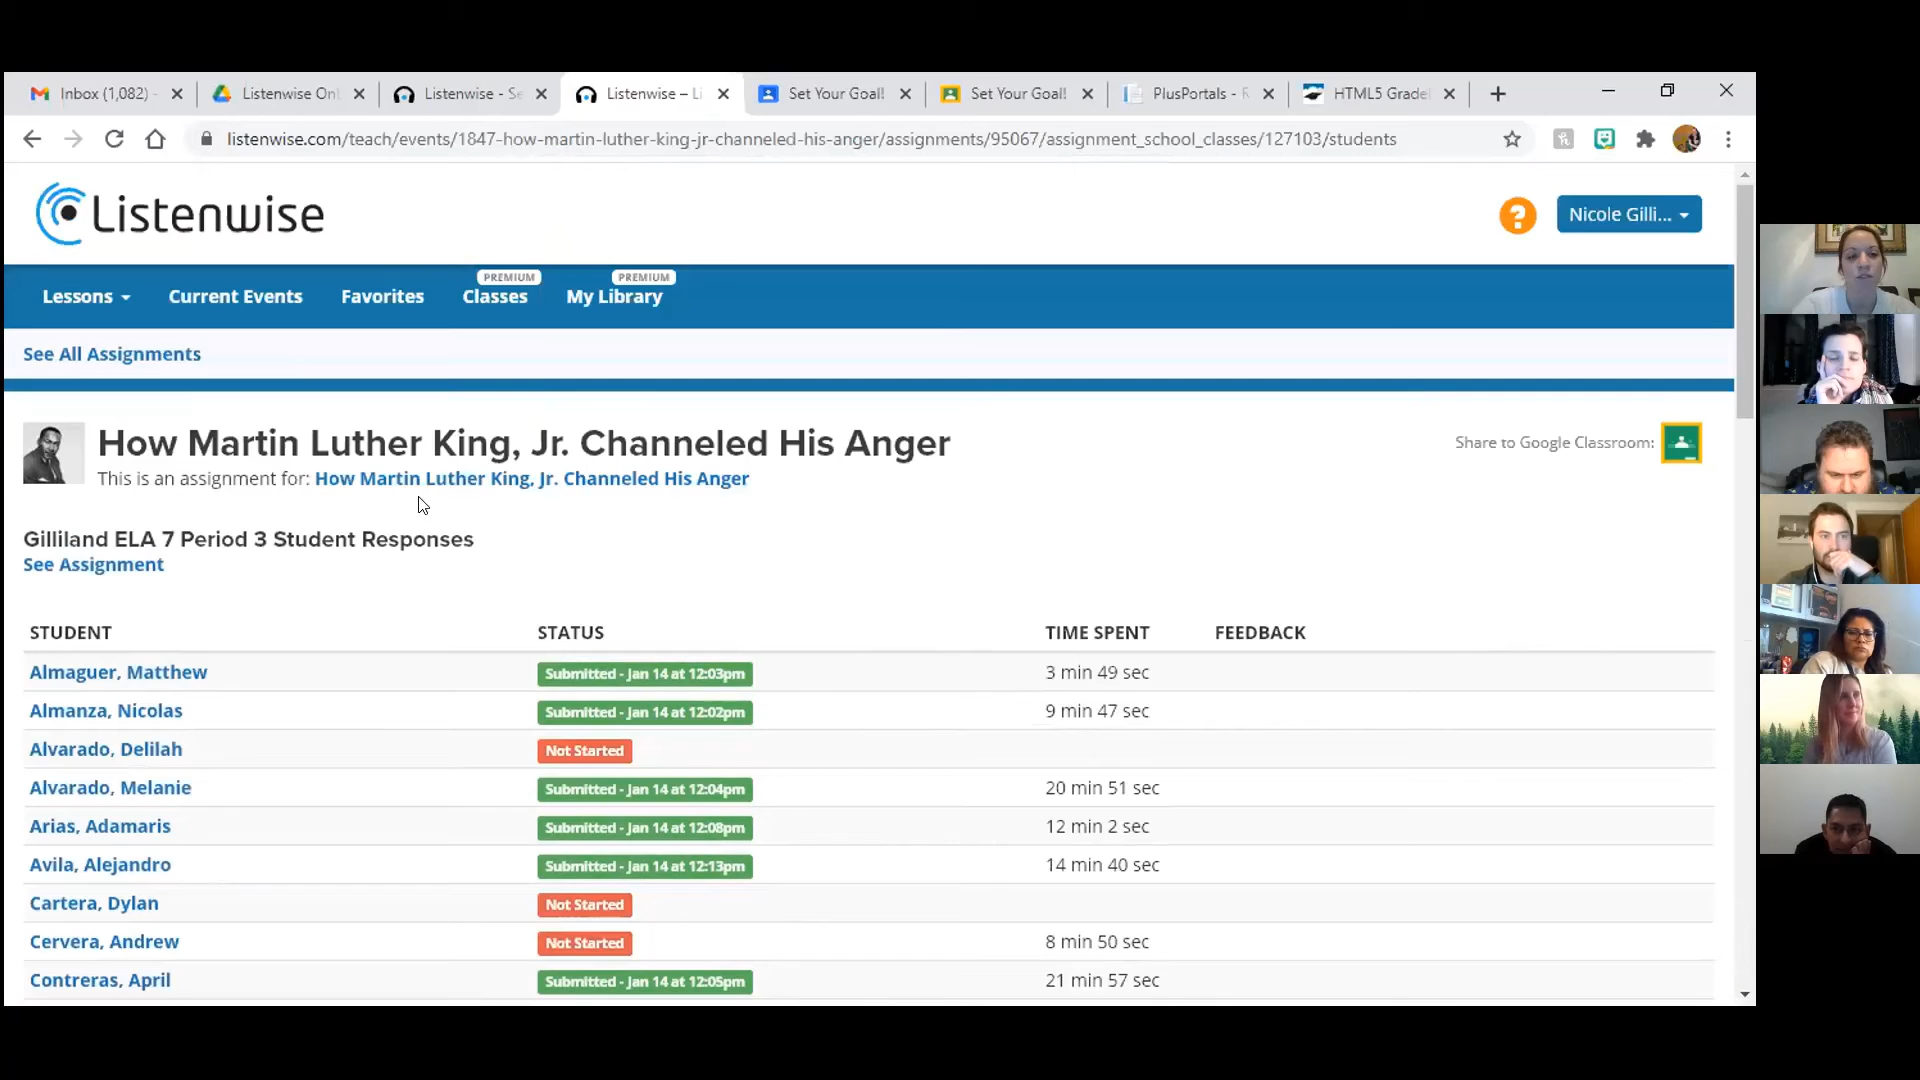 Inbox (1,082)
Listenwise Onl
Listenwise - Se
Listenwise – Li
Set Your Goal!
Set Your Goal!
PlusPortals - R
HTML5 Grade
listenwise.com/teach/events/1847-how-martin-luther-king-jr-channeled-his-anger/assignments/95067/assignment_school_classes/127103/students
Listenwise
?
Nicole Gilli...
Lessons
Current Events
Favorites
PREMIUM
Classes
PREMIUM
My Library
See All Assignments
How Martin Luther King, Jr. Channeled His Anger
Share to Google Classroom:
This is an assignment for: How Martin Luther King, Jr. Channeled His Anger
Gilliland ELA 7 Period 3 Student Responses
See Assignment
STUDENT STATUS TIME SPENT FEEDBACK
Almaguer, Matthew Submitted - Jan 14 at 12:03pm 3 min 49 sec
Almanza, Nicolas Submitted - Jan 14 at 12:02pm 9 min 47 sec
Alvarado, Delilah Not Started
Alvarado, Melanie Submitted - Jan 14 at 12:04pm 20 min 51 sec
Arias, Adamaris Submitted - Jan 14 at 12:08pm 12 min 2 sec
Avila, Alejandro Submitted - Jan 14 at 12:13pm 14 min 40 sec
Cartera, Dylan Not Started
Cervera, Andrew Not Started 8 min 50 sec
Contreras, April Submitted - Jan 14 at 12:05pm 21 min 57 sec